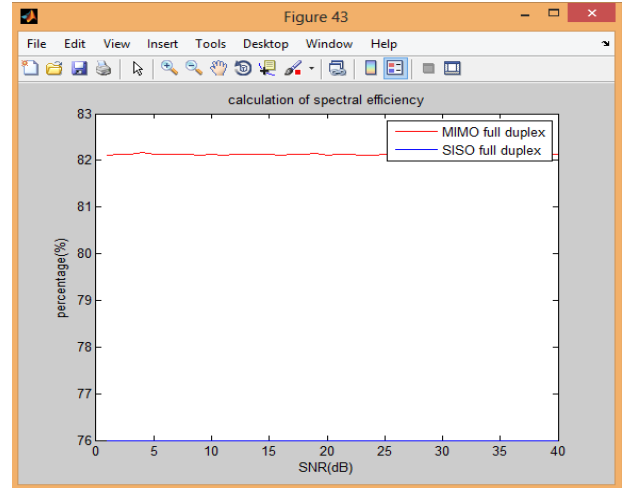 Figure 43
File Edit View Insert Tools Desktop Window Help
calculation of spectral efficiency
MIMO full duplex
SISO full duplex
83
82
81
80
79
78
77
76
percentage(%)
0 5 10 15 20 25 30 35 40
SNR(dB)